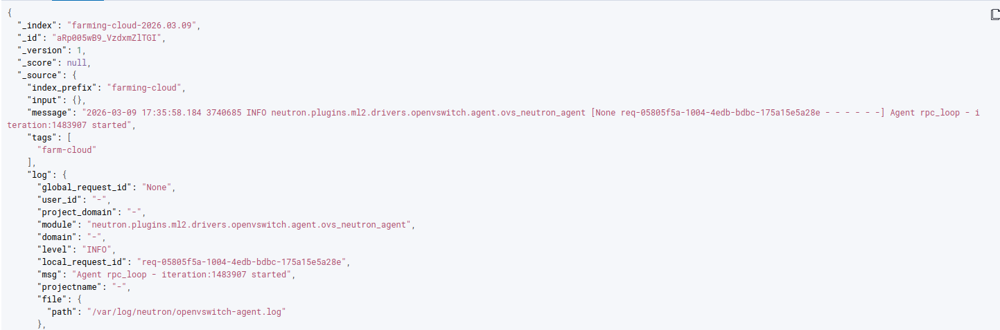 {
"_index": "farming-cloud-2026.03.09",
"_id": "aRp005wB9_VzdxmZlTGI",
"_version": 1,
"_score": null,
"_source": {
"index_prefix": "farming-cloud",
"input": {},
"message": "2026-03-09 17:35:58.184 3740685 INFO neutron.plugins.ml2.drivers.openvswitch.agent.ovs_neutron_agent [None req-05805f5a-1004-4edb-bdbc-175a15e5a28e - - - - - -] Agent rpc_loop - i
teration:1483907 started",
"tags": [
"farm-cloud"
],
"log": {
"global_request_id": "None",
"user_id": "-",
"project_domain": "-",
"module": "neutron.plugins.ml2.drivers.openvswitch.agent.ovs_neutron_agent",
"domain": "-",
"level": "INFO",
"local_request_id": "req-05805f5a-1004-4edb-bdbc-175a15e5a28e",
"msg": "Agent rpc_loop - iteration:1483907 started",
"projectname": "-",
"file": {
"path": "/var/log/neutron/openvswitch-agent.log"
},